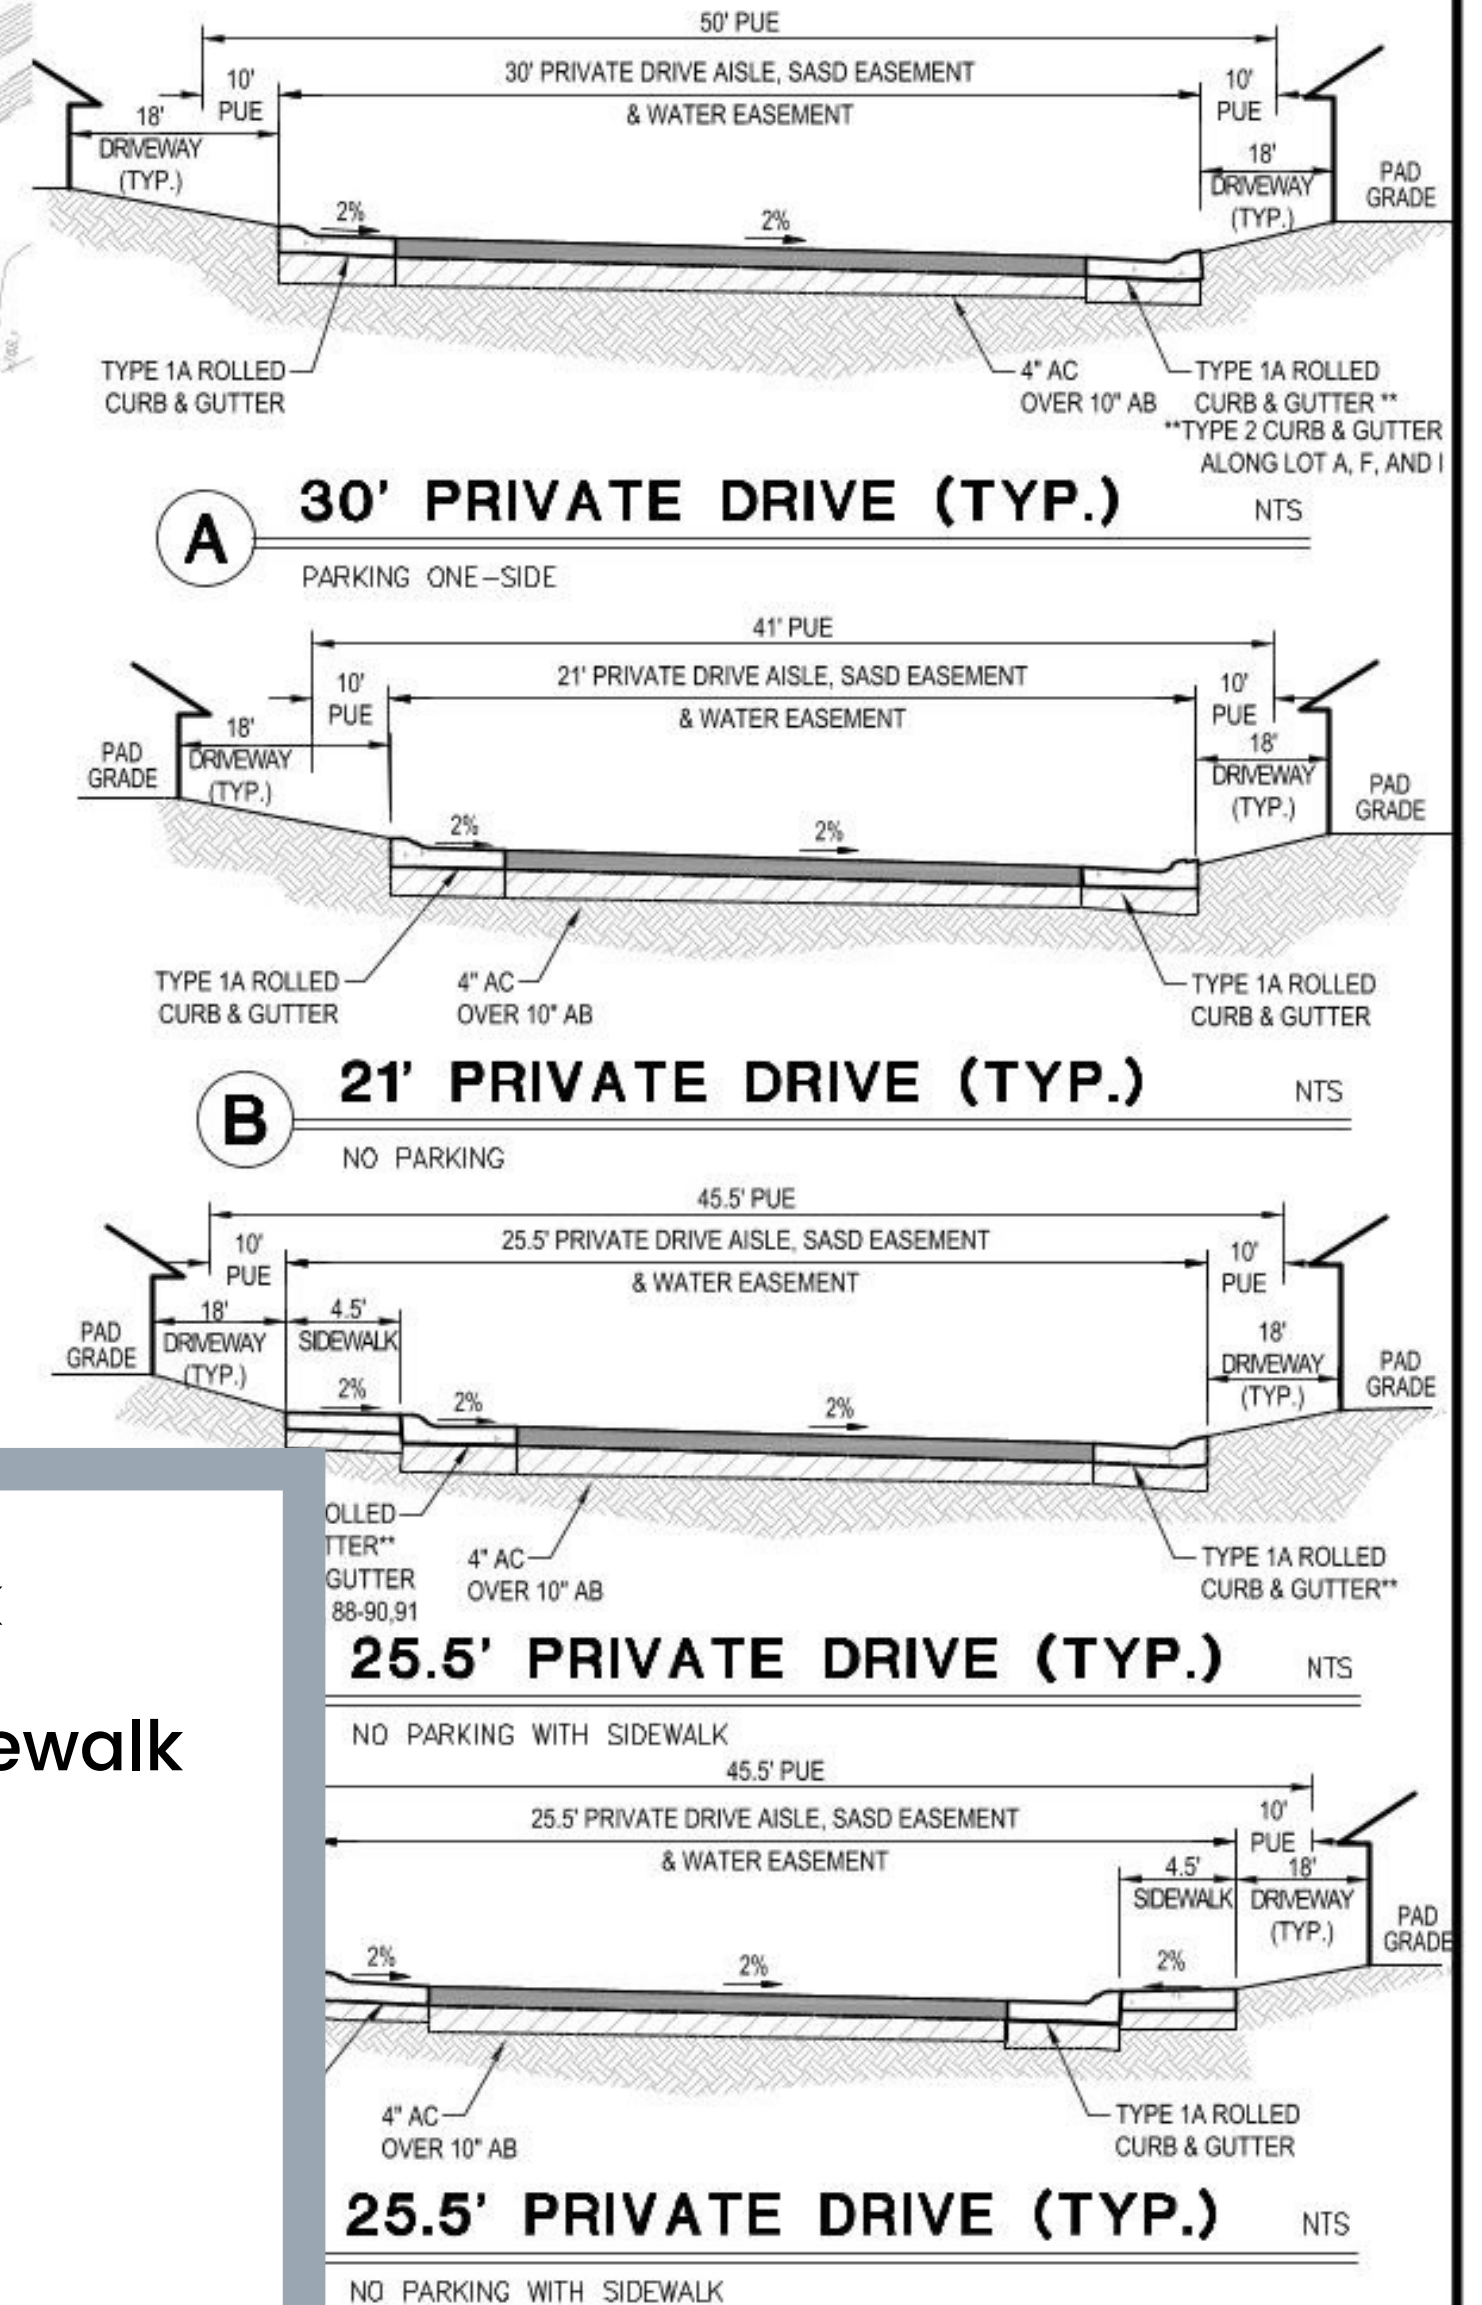 50' PUE
30' PRIVATE DRIVE AISLE, SASD EASEMENT
& WATER EASEMENT
10'
PUE
10'
PUE
18'
DRIVEWAY
(TYP.)
18'
DRIVEWAY
(TYP.)
PAD
GRADE
2%
2%
TYPE 1A ROLLED
CURB & GUTTER
4" AC
OVER 10" AB
TYPE 1A ROLLED
CURB & GUTTER **
**TYPE 2 CURB & GUTTER
ALONG LOT A, F, AND I
A
30' PRIVATE DRIVE (TYP.)
NTS
PARKING ONE-SIDE
41' PUE
21' PRIVATE DRIVE AISLE, SASD EASEMENT
& WATER EASEMENT
10'
PUE
10'
PUE
PAD
GRADE
18'
DRIVEWAY
(TYP.)
18'
DRIVEWAY
(TYP.)
PAD
GRADE
2%
2%
TYPE 1A ROLLED
CURB & GUTTER
4" AC
OVER 10" AB
TYPE 1A ROLLED
CURB & GUTTER
B
21' PRIVATE DRIVE (TYP.)
NTS
NO PARKING
45.5' PUE
25.5' PRIVATE DRIVE AISLE, SASD EASEMENT
& WATER EASEMENT
10'
PUE
10'
PUE
PAD
GRADE
18'
DRIVEWAY
(TYP.)
4.5'
SIDEWALK
18'
DRIVEWAY
(TYP.)
PAD
GRADE
2%
2%
2%
OLLED
TTER**
GUTTER
88-90,91
4" AC
OVER 10" AB
TYPE 1A ROLLED
CURB & GUTTER**
25.5' PRIVATE DRIVE (TYP.)
NTS
NO PARKING WITH SIDEWALK
ewalk
45.5' PUE
25.5' PRIVATE DRIVE AISLE, SASD EASEMENT
& WATER EASEMENT
10'
PUE
4.5'
SIDEWALK
18'
DRIVEWAY
(TYP.)
PAD
GRADE
2%
2%
2%
4" AC
OVER 10" AB
TYPE 1A ROLLED
CURB & GUTTER
25.5' PRIVATE DRIVE (TYP.)
NTS
NO PARKING WITH SIDEWALK